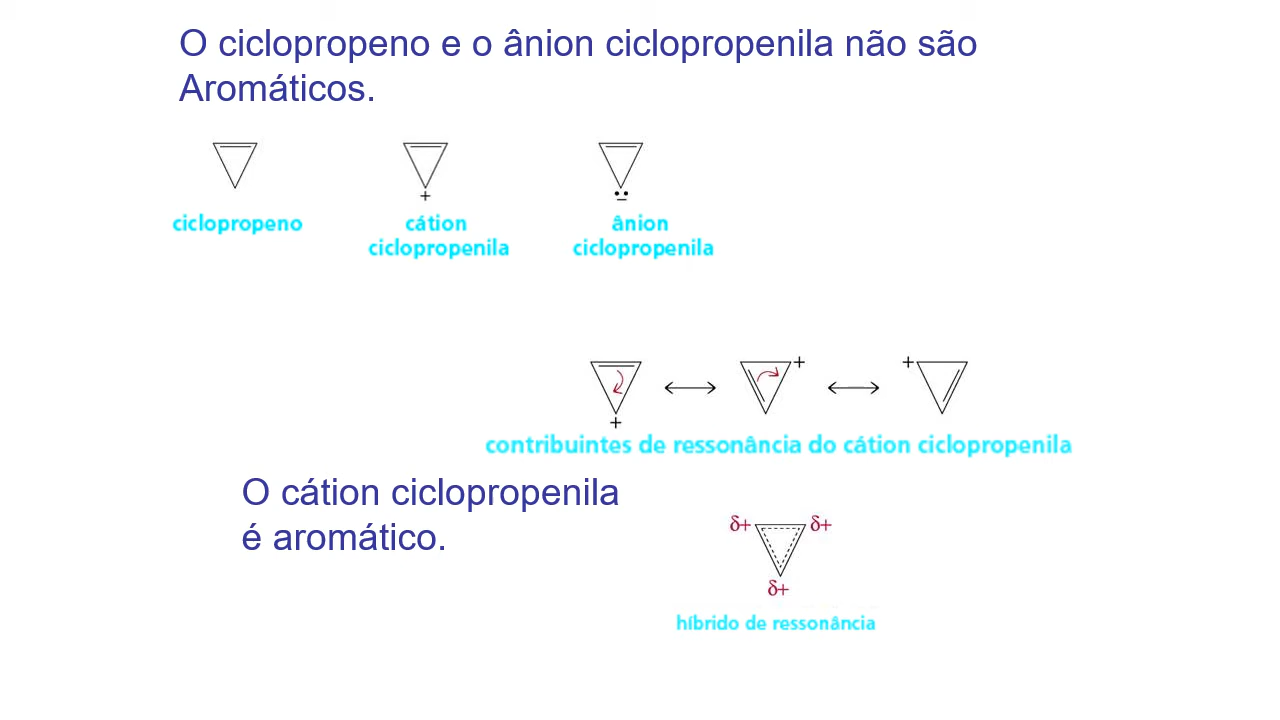 O ciclopropeno e o ânion ciclopropenila não são
Aromáticos.
+
••
−
ciclopropeno
cátion
ciclopropenila
ânion
ciclopropenila
+
+
+
contribuintes de ressonância do cátion ciclopropenila
O cátion ciclopropenila
é aromático.
δ+
δ+
δ+
híbrido de ressonância